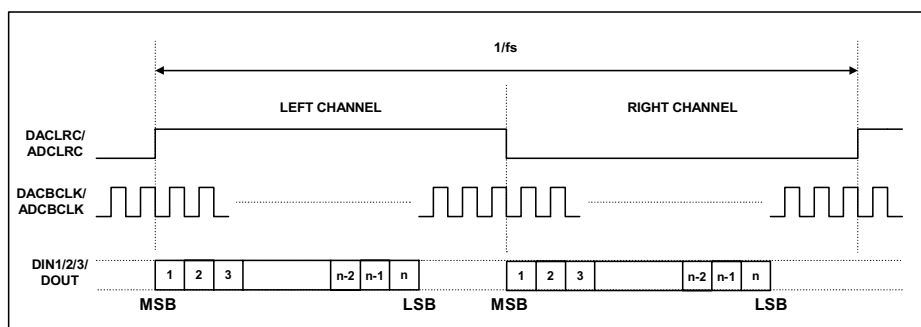 1/fs
LEFT CHANNEL
RIGHT CHANNEL
DACLRC/
ADCLRC
DACBCLK/
ADCBCLK
DIN1/2/3/
DOUT
1 2 3 n-2 n-1 n 1 2 3 n-2 n-1 n
MSB LSB MSB LSB